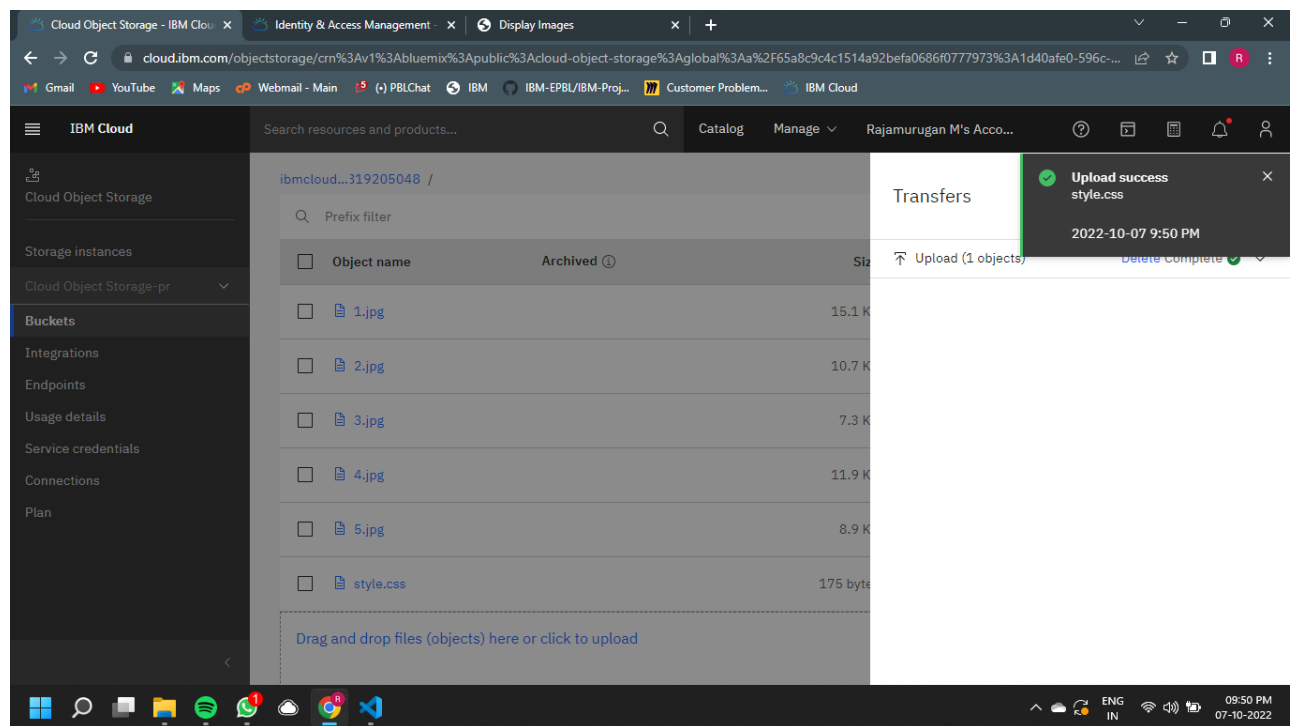 Cloud Object Storage - IBM Clou
Identity & Access Management -
Display Images
cloud.ibm.com/objectstorage/crn%3Av1%3Abluemix%3Apublic%3Acloud-object-storage%3Aglobal%3Aa%2F65a8c9c4c1514a92befa0686f0777973%3A1d40afe0-596c-...
R
Gmail
YouTube
Maps
Webmail - Main
(•) PBLChat
IBM
IBM-EPBL/IBM-Proj...
Customer Problem...
IBM Cloud
IBM Cloud
Search resources and products...
Catalog
Manage
Rajamurugan M's Acco...
Cloud Object Storage
Storage instances
Cloud Object Storage-pr
Buckets
Integrations
Endpoints
Usage details
Service credentials
Connections
Plan
ibmcloud...319205048 /
Prefix filter
Object name Archived Siz
1.jpg 15.1 K
2.jpg 10.7 K
3.jpg 7.3 K
4.jpg 11.9 K
5.jpg 8.9 K
style.css 175 byte
Drag and drop files (objects) here or click to upload
Transfers
Upload success
style.css
2022-10-07 9:50 PM
Upload (1 objects) Delete Complete
1
R
ENG
IN
09:50 PM
07-10-2022